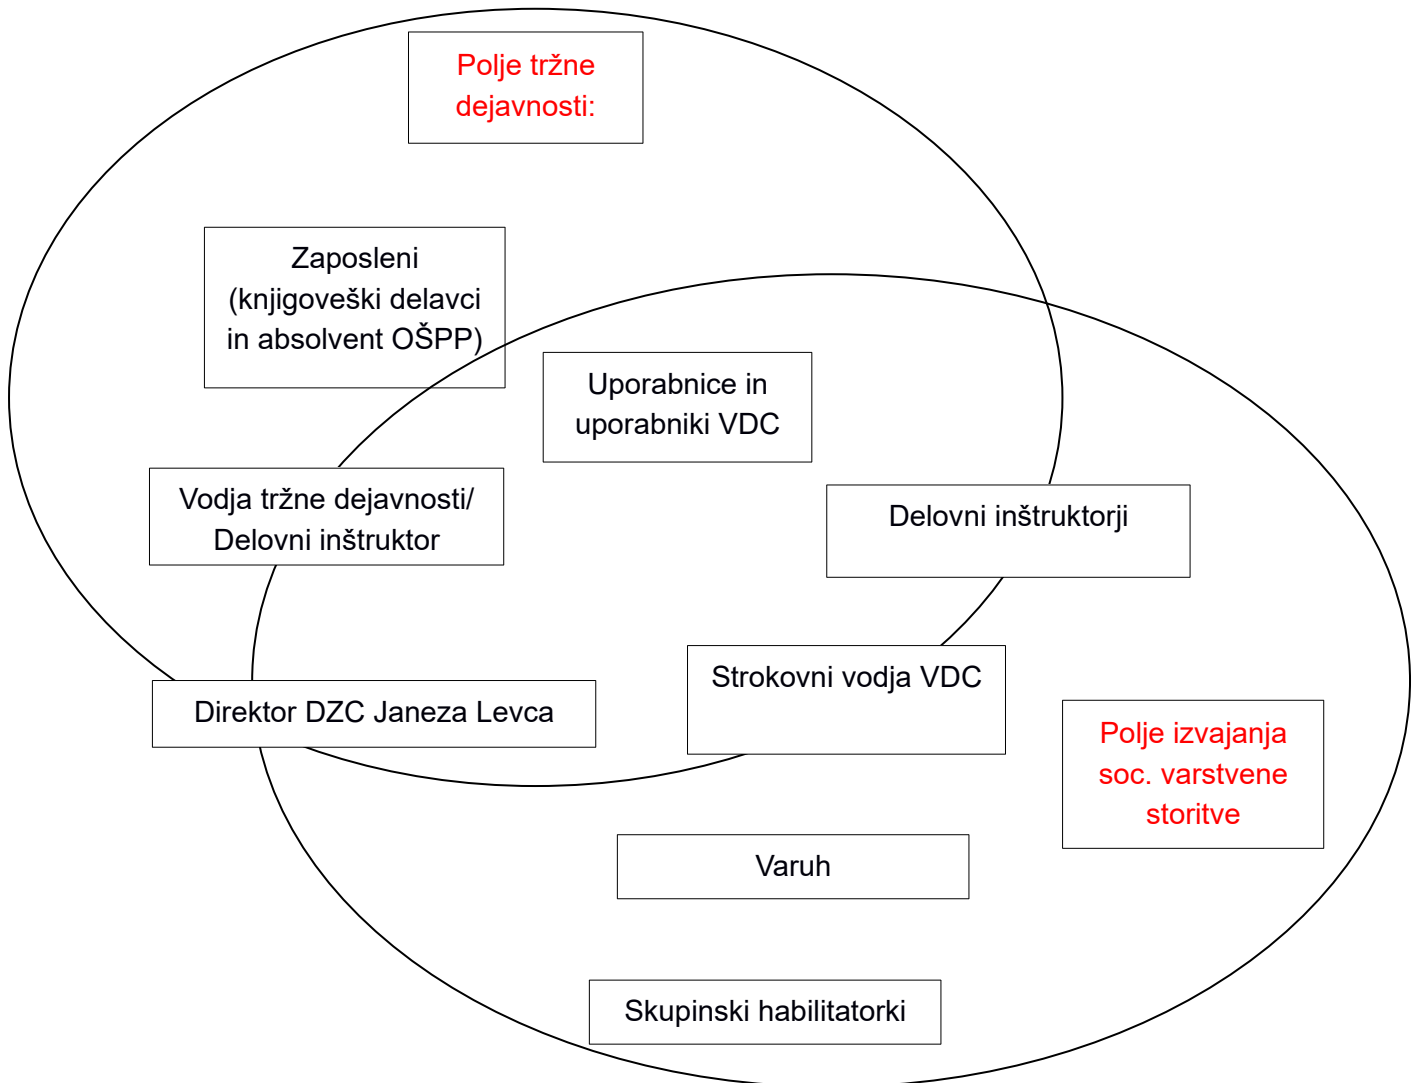 Polje tržne
dejavnosti:
Zaposleni
(knjigoveški delavci
in absolvent OŠPP)
Uporabnice in
uporabniki VDC
Vodja tržne dejavnosti/
Delovni inštruktor
Delovni inštruktorji
Strokovni vodja VDC
Direktor DZC Janeza Levca
Polje izvajanja
soc. varstvene
storitve
Varuh
Skupinski habilitatorki